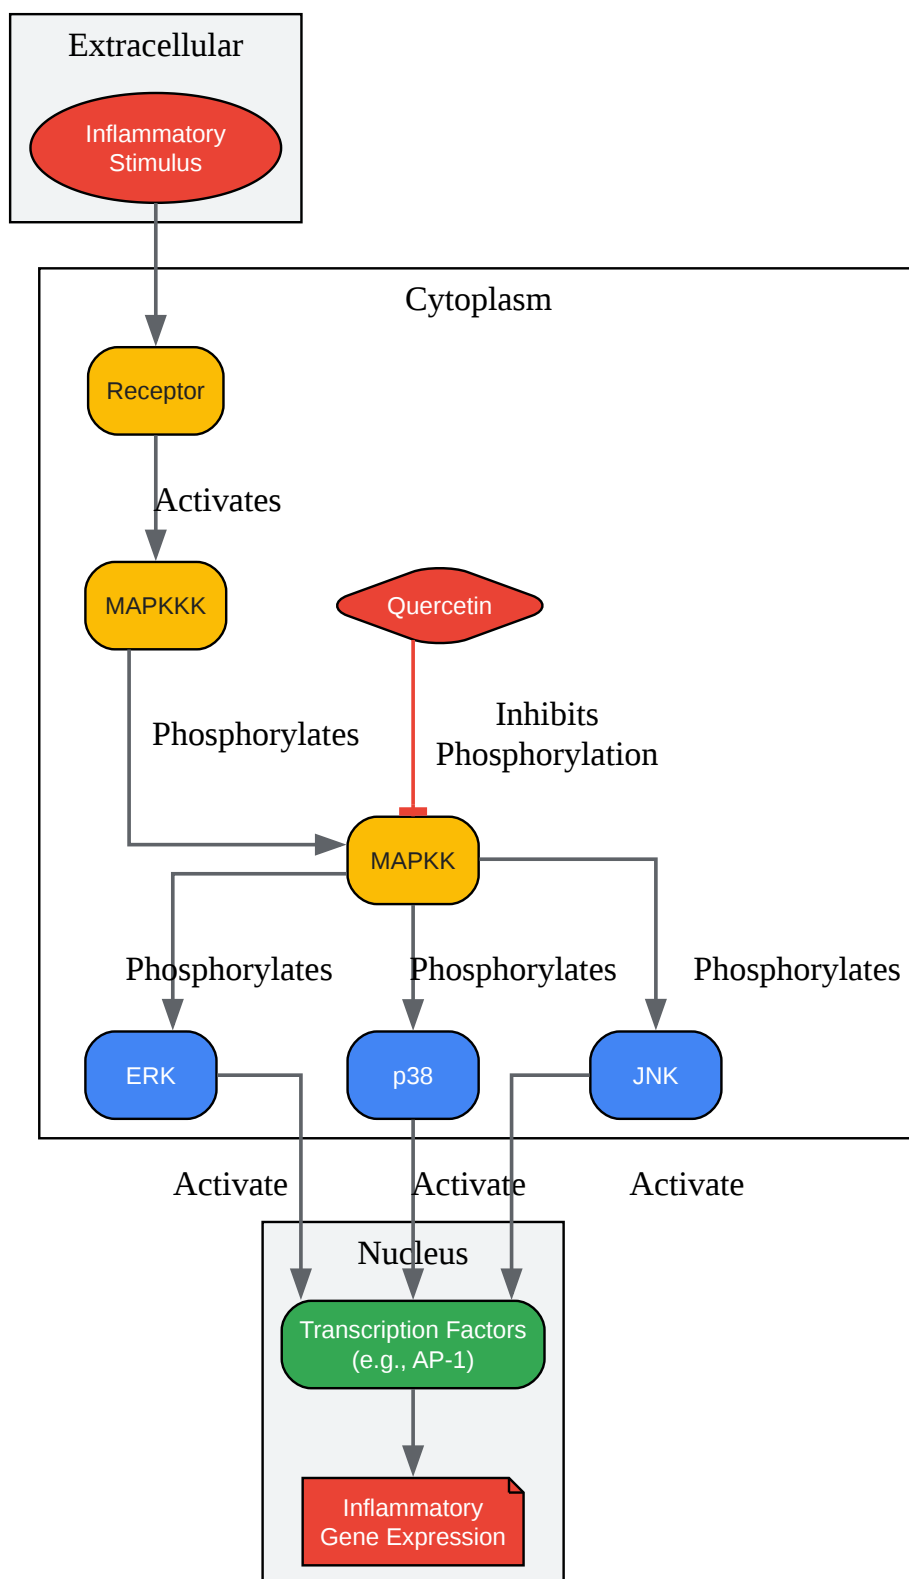 Extracellular
Inflammatory
Stimulus
Cytoplasm
Receptor
Activates
MAPKKK
Quercetin
Phosphorylates
Inhibits
Phosphorylation
MAPKK
Phosphorylates
Phosphorylates
Phosphorylates
ERK
p38
JNK
Activate
Activate
Activate
Nucleus
Transcription Factors
(e.g., AP-1)
Inflammatory
Gene Expression